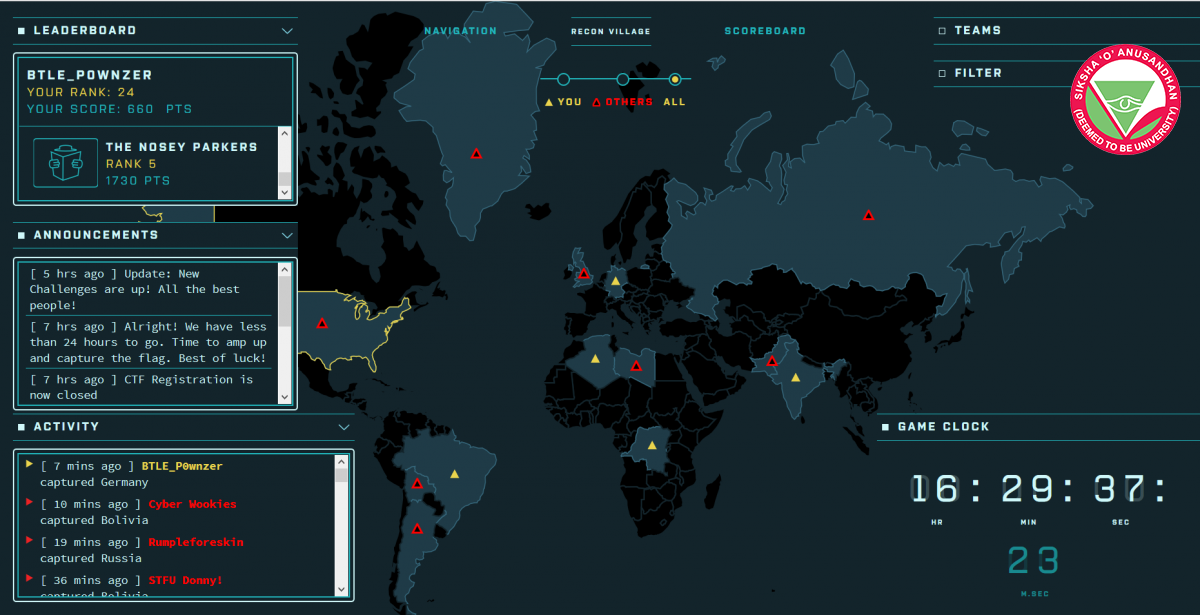 LEADERBOARD
BTLE_P0WNZER
YOUR RANK: 24
YOUR SCORE: 660 PTS
THE NOSEY PARKERS
RANK 5
1730 PTS
ANNOUNCEMENTS
[ 5 hrs ago ] Update: New
Challenges are up! All the best
people!
[ 7 hrs ago ] Alright! We have less
than 24 hours to go. Time to amp up
and capture the flag. Best of luck!
[ 7 hrs ago ] CTF Registration is
now closed
ACTIVITY
[ 7 mins ago ] BTLE_P0wnzer
captured Germany
[ 10 mins ago ] Cyber Wookies
captured Bolivia
[ 19 mins ago ] Rumpleforeskin
captured Russia
[ 36 mins ago ] STFU Donny!
captured Bolivia
NAVIGATION
RECON VILLAGE
SCOREBOARD
YOU
OTHERS
ALL
TEAMS
FILTER
SIKSHA 'O' ANUSANDHAN
(DEEMED TO BE UNIVERSITY)
GAME CLOCK
16: 29: 37:
HR MIN SEC
23
M.SEC